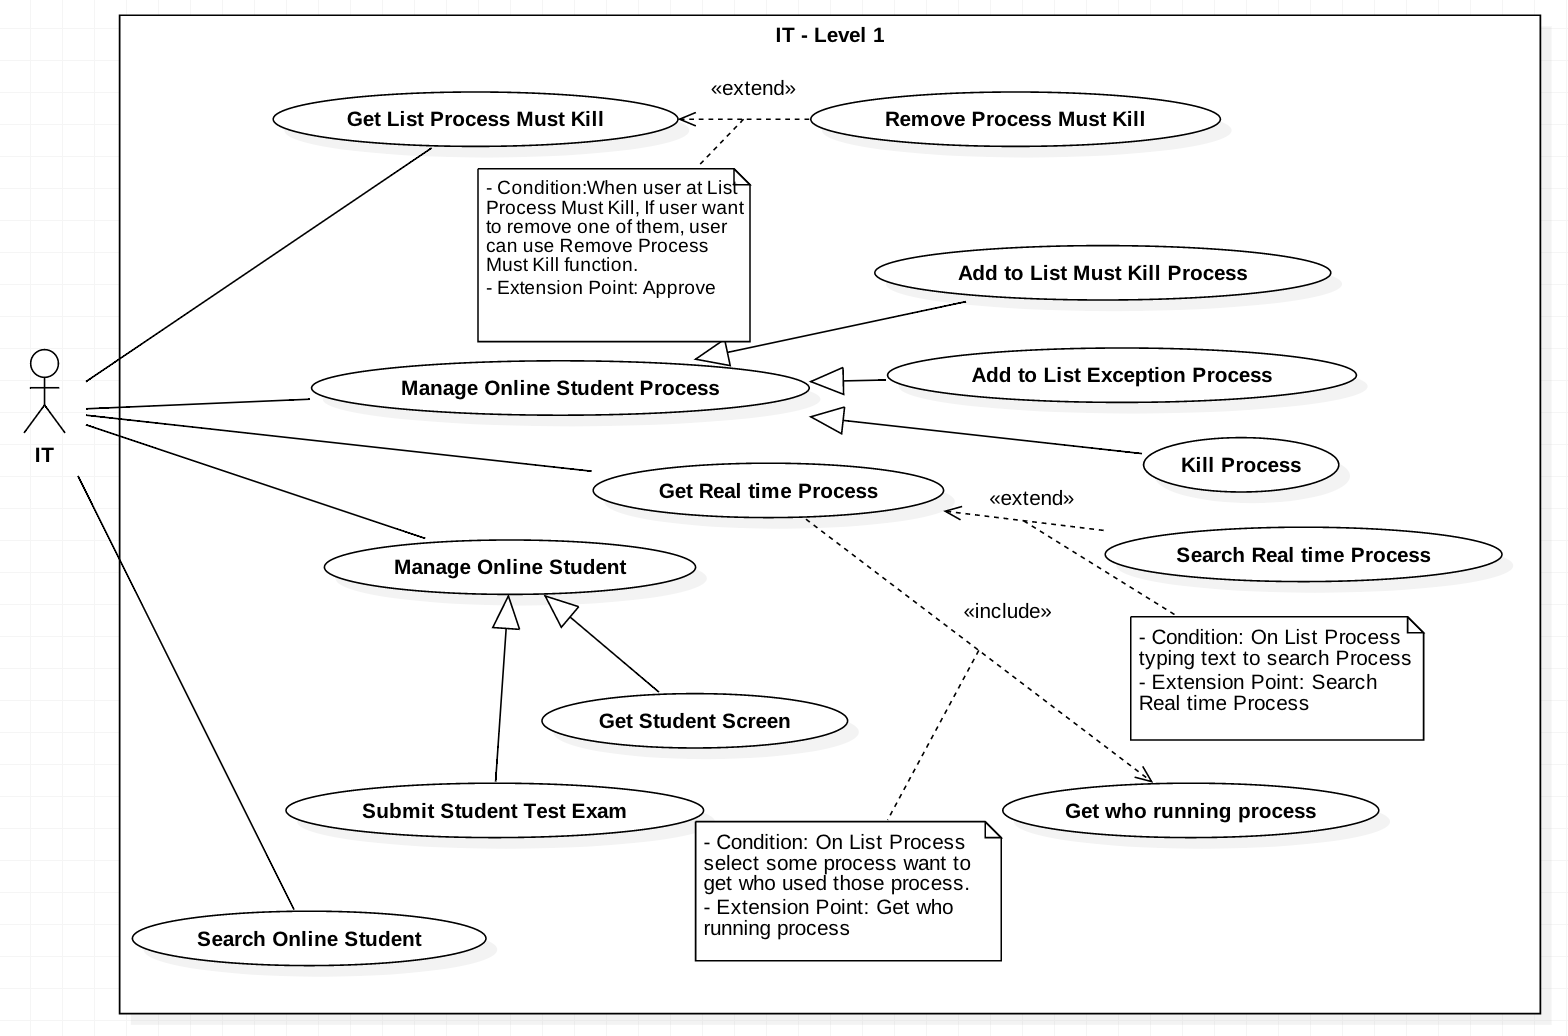 IT - Level 1
«extend»
Get List Process Must Kill
Remove Process Must Kill
- Condition:When user at List
Process Must Kill, If user want
to remove one of them, user
can use Remove Process
Must Kill function.
- Extension Point: Approve
Add to List Must Kill Process
Add to List Exception Process
Manage Online Student Process
IT
Kill Process
Get Real time Process
«extend»
Search Real time Process
Manage Online Student
«include»
- Condition: On List Process
typing text to search Process
- Extension Point: Search
Real time Process
Get Student Screen
Submit Student Test Exam
Get who running process
- Condition: On List Process
select some process want to
get who used those process.
- Extension Point: Get who
running process
Search Online Student